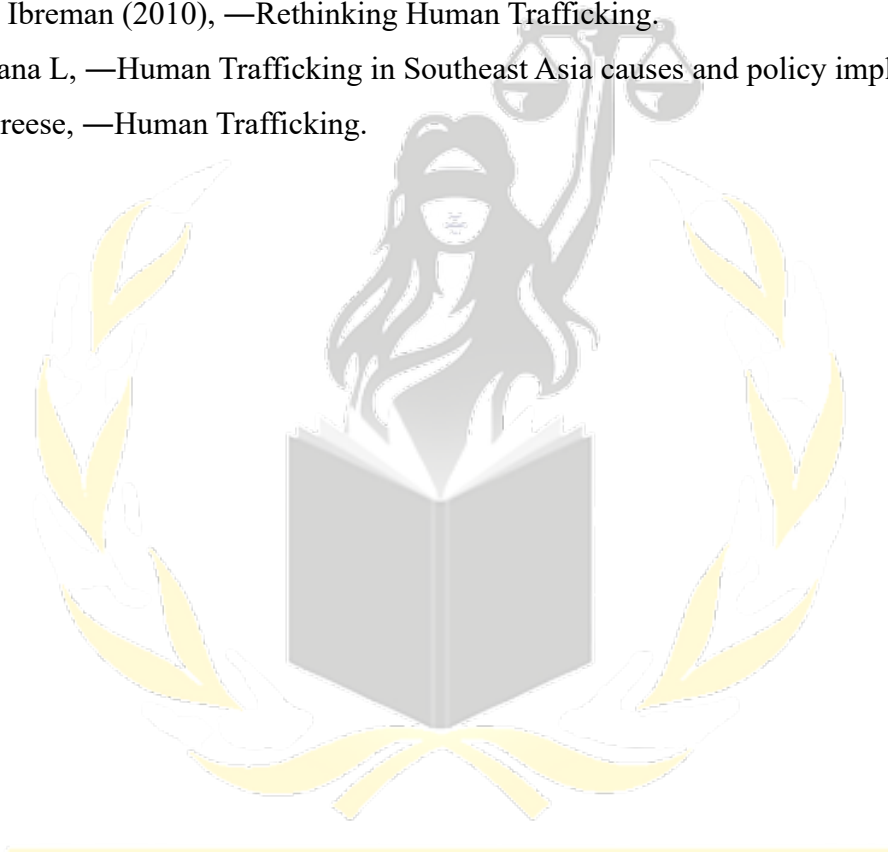 Ibreman (2010), —Rethinking Human Trafficking.
ana L, —Human Trafficking in Southeast Asia causes and policy impl
reese, —Human Trafficking.